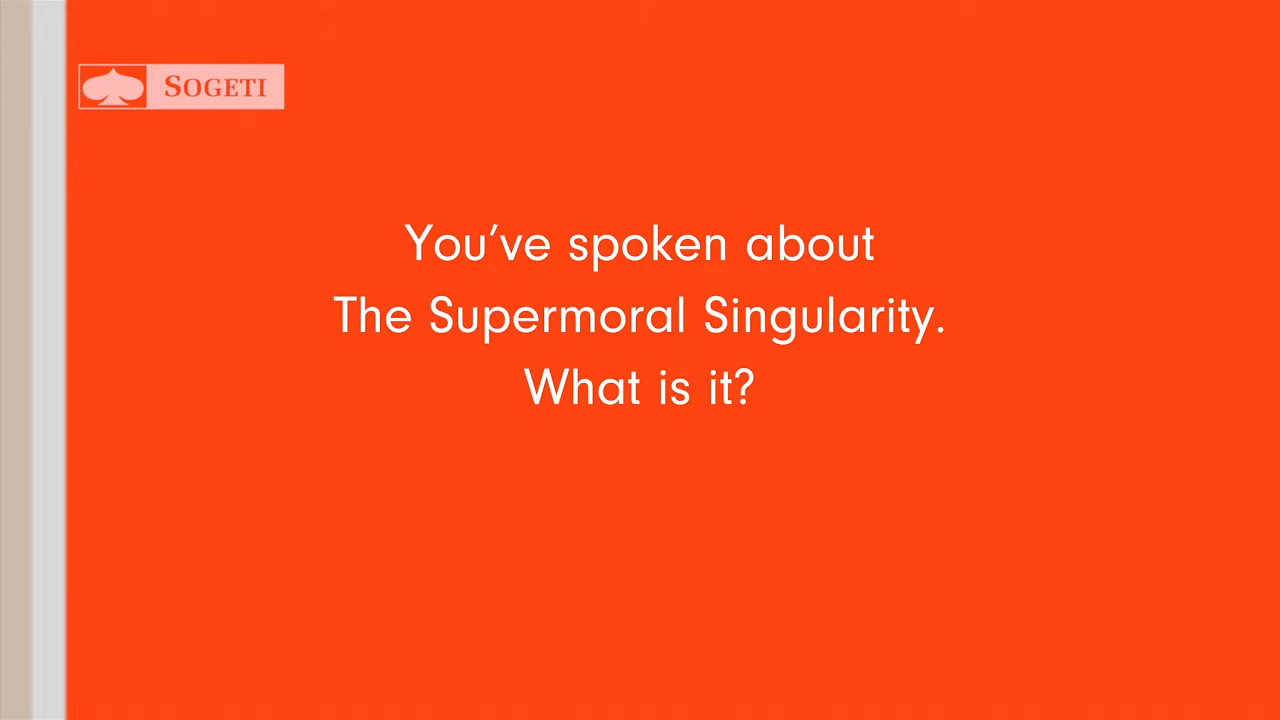 SOGETI
You've spoken about
The Supermoral Singularity.
What is it?